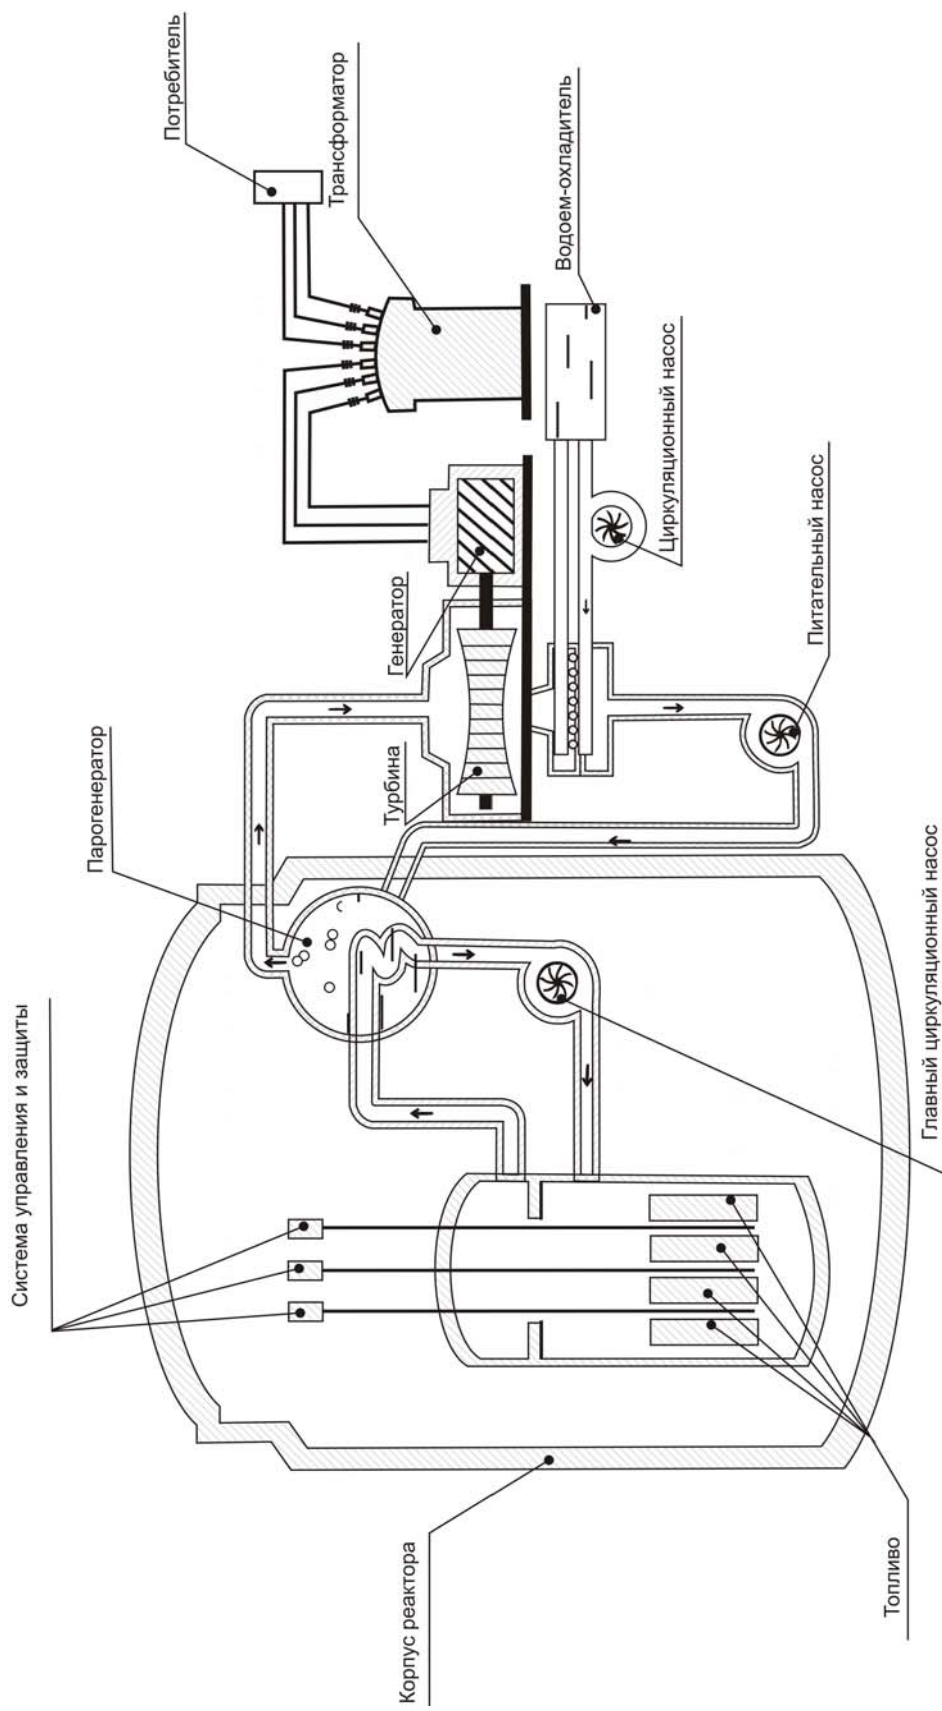 Система управления и защиты
Парогенератор
Потребитель
Трансформатор
Турбина
Генератор
Корпус реактора
Водоем-охладитель
Циркуляционный насос
Питательный насос
Топливо
Главный циркуляционный насос